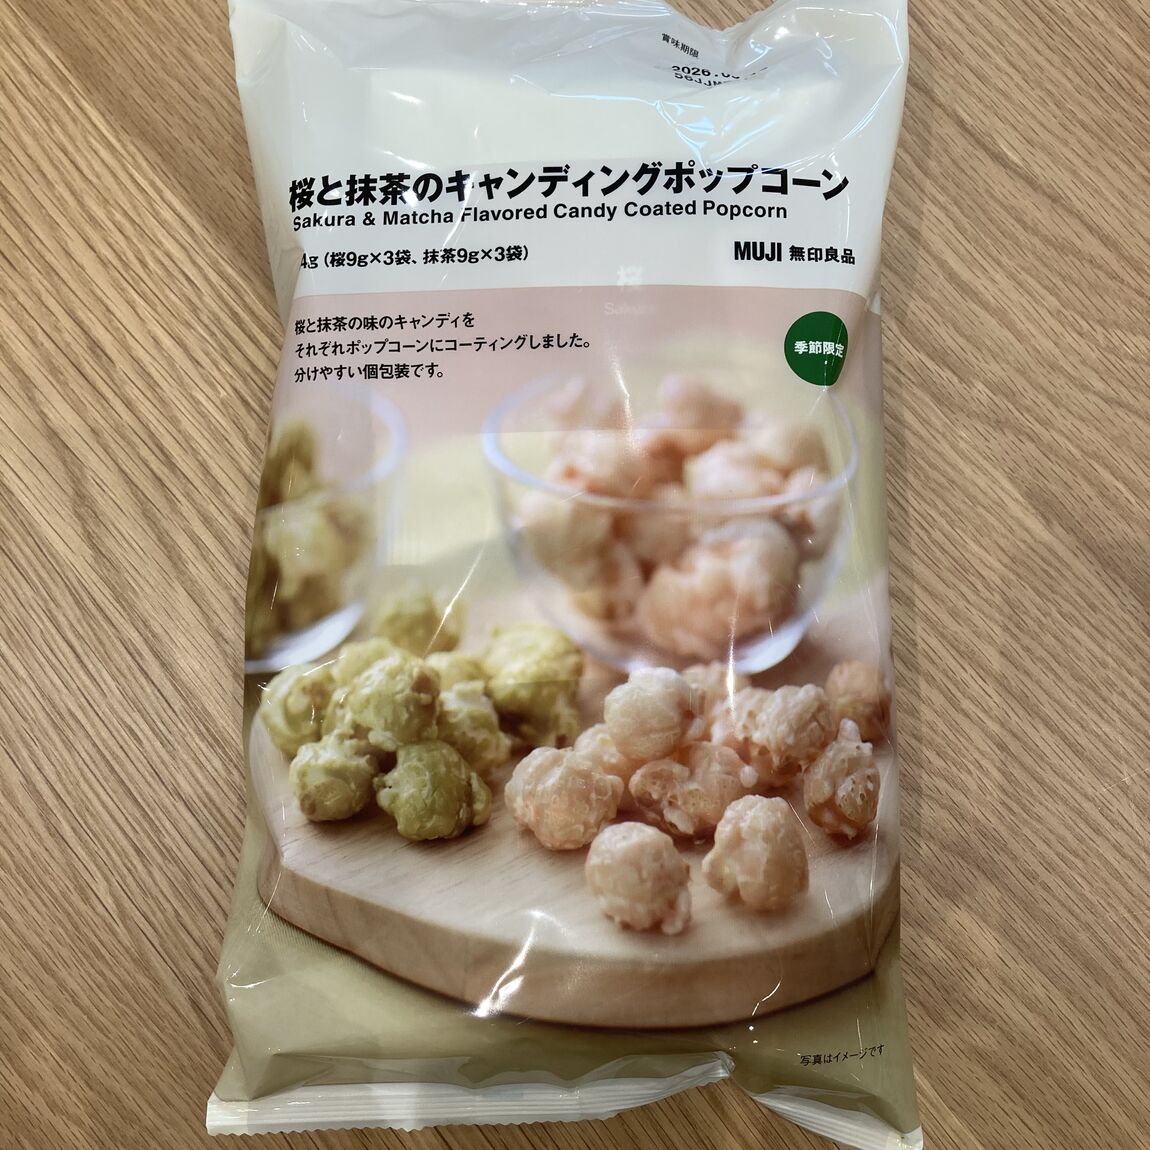 賞味期限
桜と抹茶のキャンディングポップコーン
Sakura & Matcha Flavored Candy Coated Popcorn
4g（桜9g×3袋、抹茶9g×3袋）
MUJI 無印良品
桜
Sakura
桜と抹茶の味のキャンディを
それぞれポップコーンにコーティングしました。
分けやすい個包装です。
季節限定
写真はイメージです